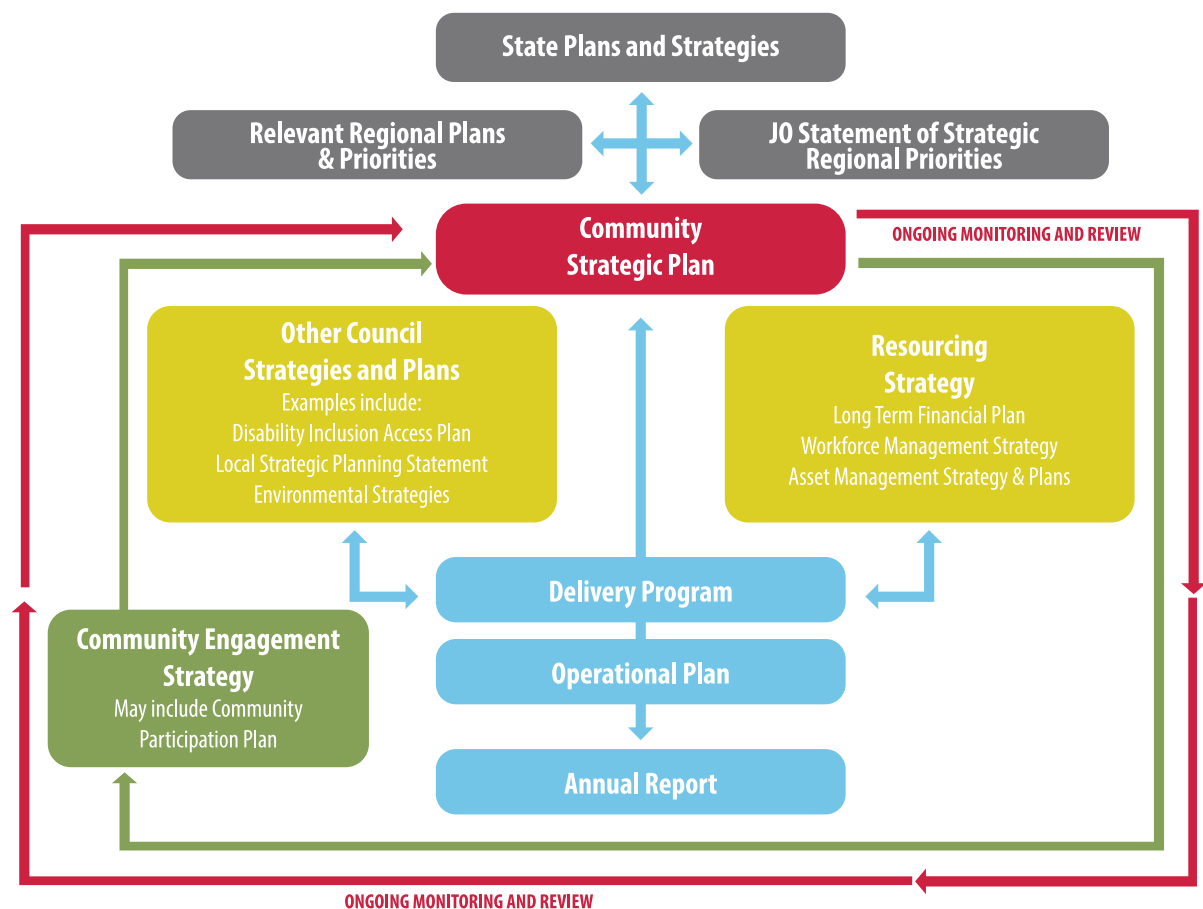 State Plans and Strategies
Relevant Regional Plans
& Priorities
JO Statement of Strategic
Regional Priorities
Community
Strategic Plan
ONGOING MONITORING AND REVIEW
Other Council
Strategies and Plans
Examples include:
Disability Inclusion Access Plan
Local Strategic Planning Statement
Environmental Strategies
Resourcing
Strategy
Long Term Financial Plan
Workforce Management Strategy
Asset Management Strategy & Plans
Delivery Program
Community Engagement
Strategy
May include Community
Participation Plan
Operational Plan
Annual Report
ONGOING MONITORING AND REVIEW